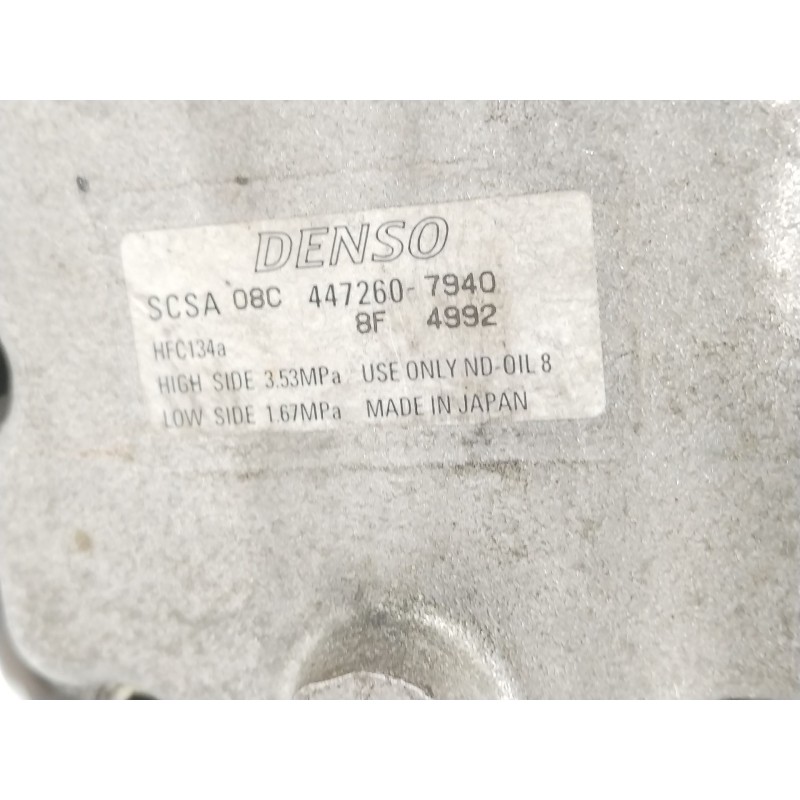 DENSO
SCSA 08C 447260-7940
8F 4992
HFC134a
HIGH SIDE 3.53MPa USE ONLY ND-OIL 8
LOW SIDE 1.67MPa MADE IN JAPAN